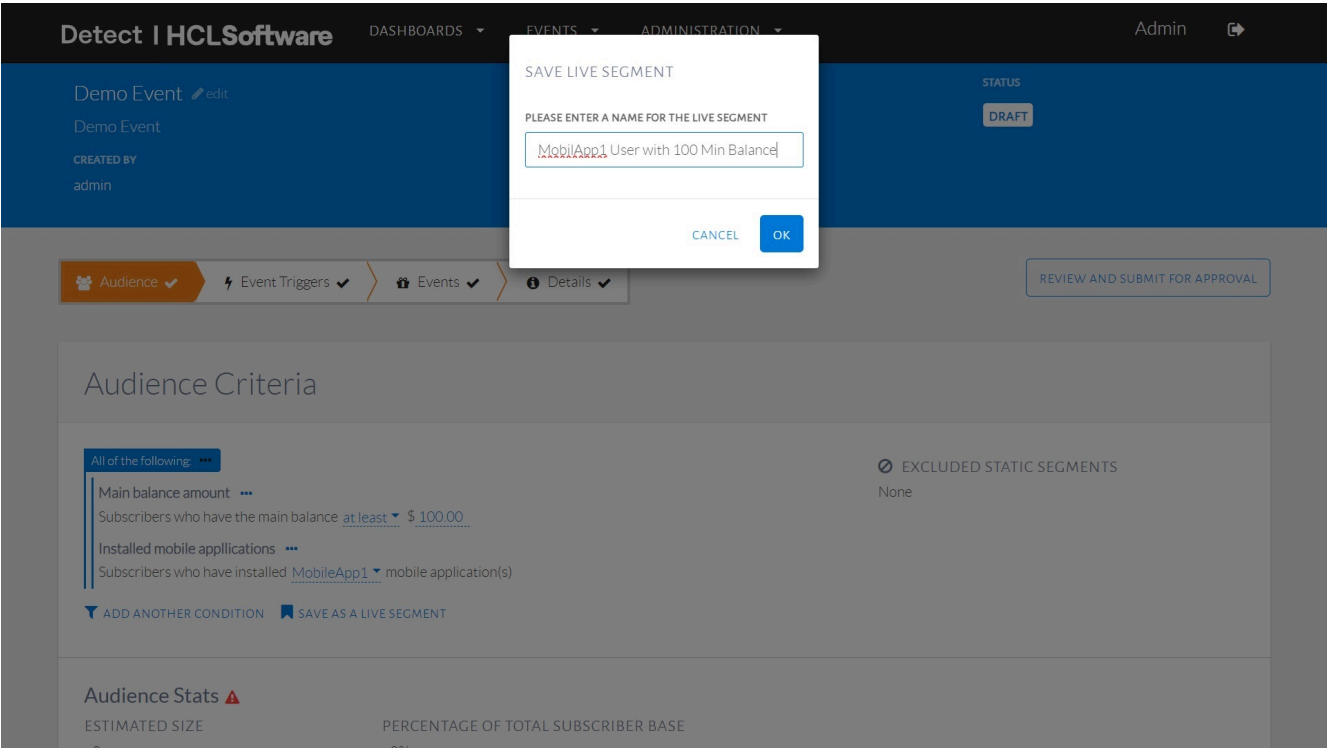 Detect | HCLSoftware
DASHBOARDS
EVENTS
ADMINISTRATION
Admin
SAVE LIVE SEGMENT
PLEASE ENTER A NAME FOR THE LIVE SEGMENT
MobilApp1 User with 100 Min Balance
CANCEL
OK
Demo Event edit
Demo Event
CREATED BY
admin
STATUS
DRAFT
Audience
Event Triggers
Events
Details
REVIEW AND SUBMIT FOR APPROVAL
Audience Criteria
All of the following:
Main balance amount
Subscribers who have the main balance at least $ 100.00
Installed mobile appllications
Subscribers who have installed MobileApp1 mobile application(s)
ADD ANOTHER CONDITION
SAVE AS A LIVE SEGMENT
EXCLUDED STATIC SEGMENTS
None
Audience Stats
ESTIMATED SIZE
PERCENTAGE OF TOTAL SUBSCRIBER BASE